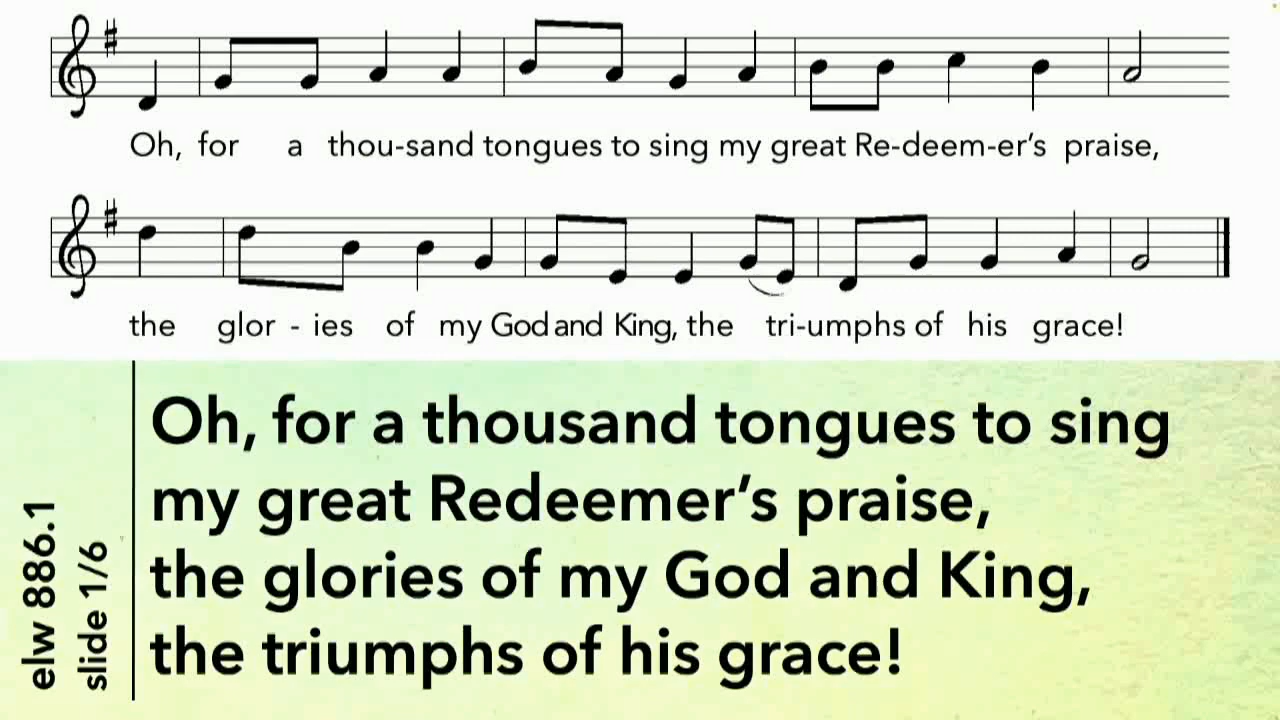 Oh, for a thou-sand tongues to sing my great Re-deem-er’s praise,
the glor - ies of my God and King, the tri-umphs of his grace!
elw 886.1
slide 1/6
Oh, for a thousand tongues to sing
my great Redeemer’s praise,
the glories of my God and King,
the triumphs of his grace!